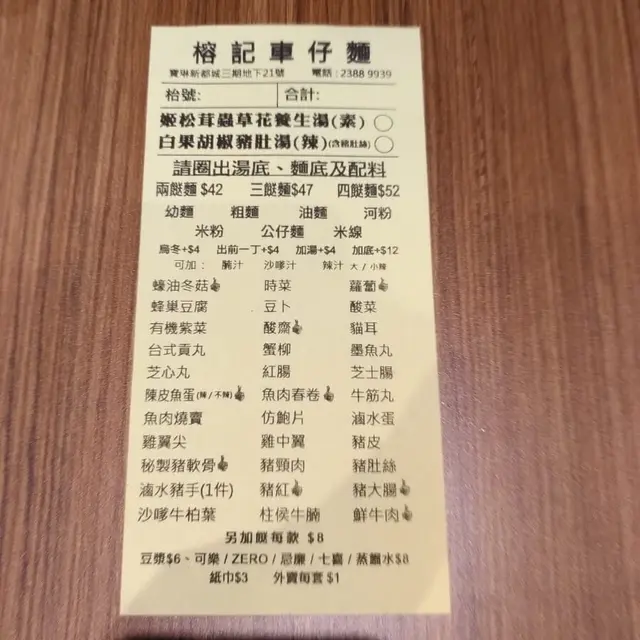 榕記車仔麵
寶琳新都城三期地下21號 電話:2388 9939
枱號: 合計:
姬松茸蟲草花養生湯(素)
白果胡椒豬肚湯(辣)(含豬肚絲)
請圈出湯底、麵底及配料
兩餸麵$42 三餸麵$47 四餸麵$52
幼麵 粗麵 油麵 河粉
米粉 公仔麵 米線
烏冬+$4 出前一丁+$4 加湯+$4 加底+$12
可加: 腩汁 沙嗲汁 辣汁 大/小辣
蠔油冬菇 時菜 蘿蔔
蜂巢豆腐 豆卜 酸菜
有機紫菜 酸齋 貓耳
台式貢丸 蟹柳 墨魚丸
芝心丸 紅腸 芝士腸
陳皮魚蛋(辣/不辣) 魚肉春卷 牛筋丸
魚肉燒賣 仿鮑片 滷水蛋
雞翼尖 雞中翼 豬皮
秘製豬軟骨 豬頸肉 豬肚絲
滷水豬手(1件) 豬紅 豬大腸
沙嗲牛柏葉 柱侯牛腩 鮮牛肉
另加餸每款 $8
豆漿$6、可樂/ZERO/忌廉/七喜/蒸餾水$8
紙巾$3 外賣每套 $1